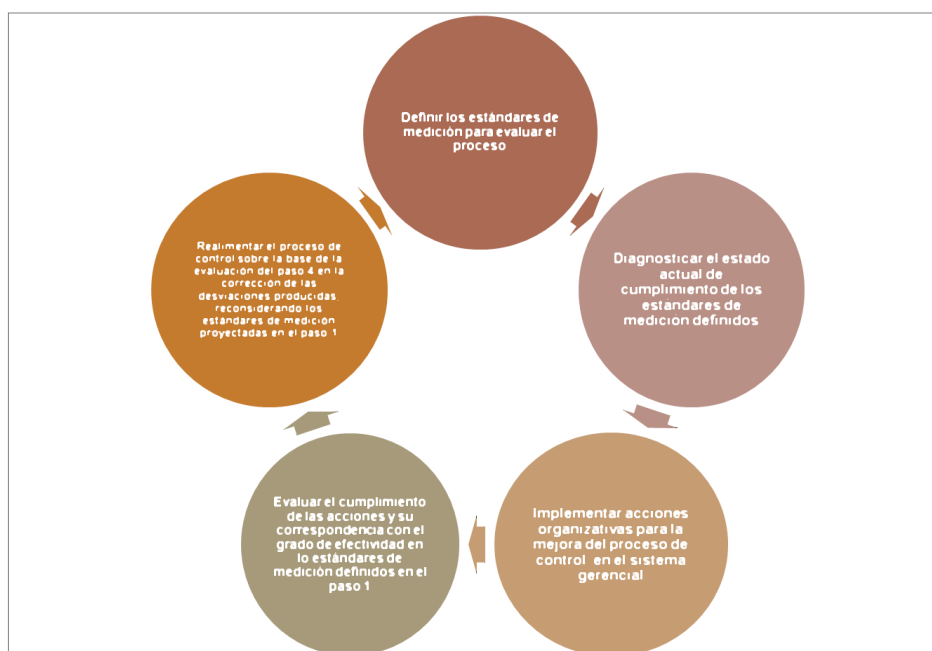 Definir los estándares de
medición para evaluar el
proceso
Diagnosticar el estado
actual de
cumplimiento de los
estándares de
medición definidos
Implementar acciones
organizativas para la
mejora del proceso de
control en el sistema
gerencial
Evaluar el cumplimiento
de las acciones y su
correspondencia con el
grado de efectividad en
lo estándares de
medición definidos en el
paso 1
Realimentar el proceso de
control sobre la base de la
evaluación del paso 4 en la
corrección de las
desviaciones producidas,
reconsiderando los
estándares de medición
proyectadas en el paso 1